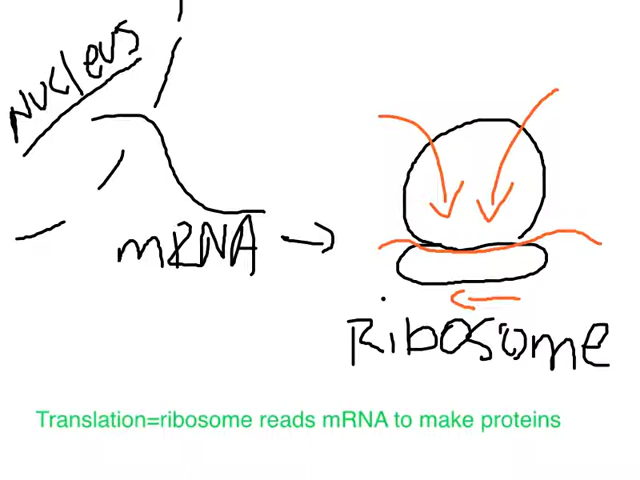 Nucleus
mRNA
Ribosome
Translation=ribosome reads mRNA to make proteins